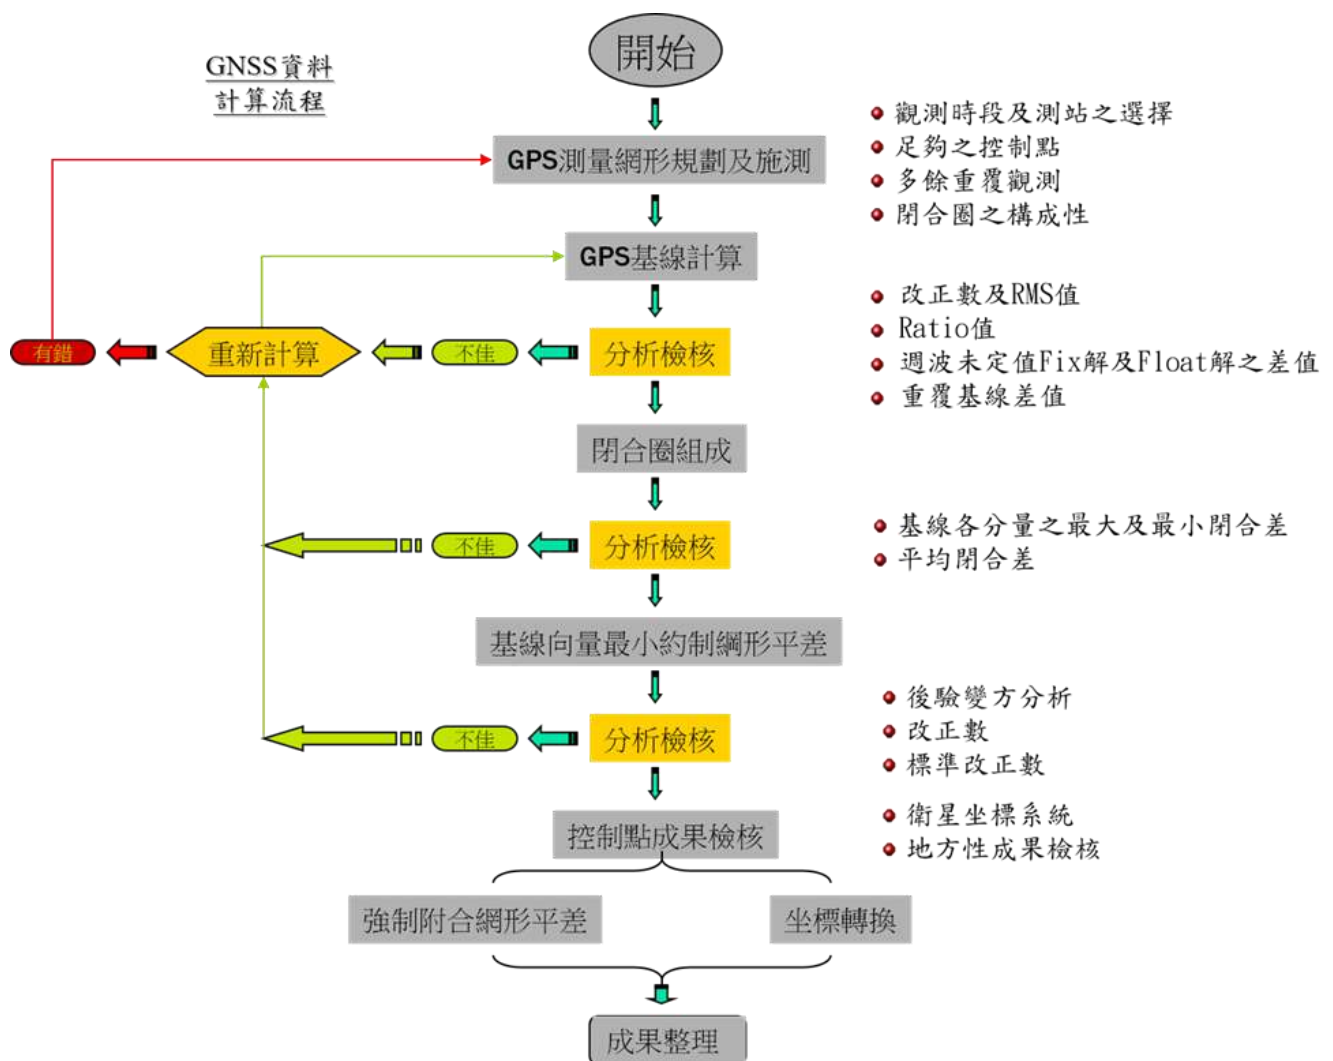 GNSS資料
計算流程
開始
GPS測量網形規劃及施測
觀測時段及測站之選擇
足夠之控制點
多餘重覆觀測
閉合圈之構成性
GPS基線計算
有錯
重新計算
不佳
分析檢核
改正數及RMS值
Ratio值
週波未定值Fix解及Float解之差值
重覆基線差值
閉合圈組成
不佳
分析檢核
基線各分量之最大及最小閉合差
平均閉合差
基線向量最小約制網形平差
不佳
分析檢核
後驗變方分析
改正數
標準改正數
控制點成果檢核
衛星坐標系統
地方性成果檢核
強制附合網形平差
坐標轉換
成果整理